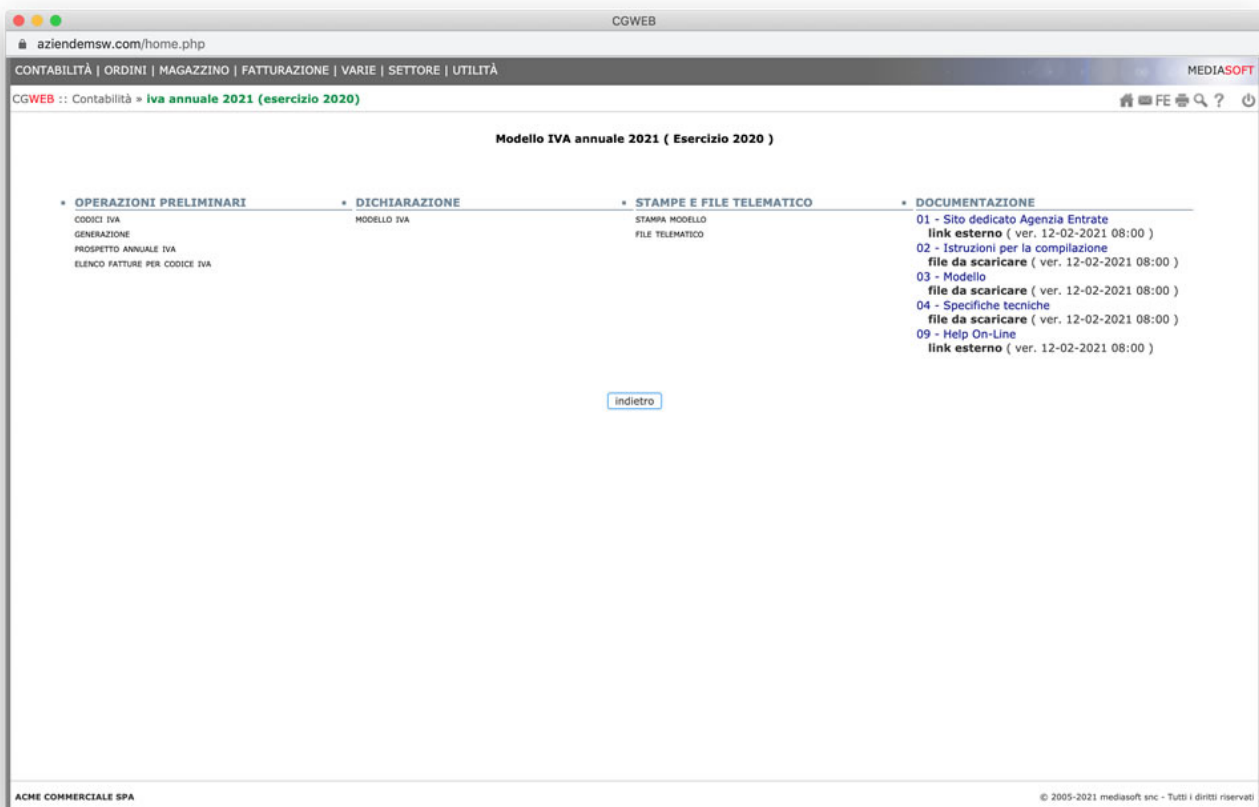 CGWEB
aziendemsw.com/home.php
CONTABILITÀ | ORDINI | MAGAZZINO | FATTURAZIONE | VARIE | SETTORE | UTILITÀ
MEDIASOFT
CGWEB :: Contabilità » iva annuale 2021 (esercizio 2020)
FE ?
Modello IVA annuale 2021 ( Esercizio 2020 )
• OPERAZIONI PRELIMINARI
CODICI IVA
GENERAZIONE
PROSPETTO ANNUALE IVA
ELENCO FATTURE PER CODICE IVA
• DICHIARAZIONE
MODELLO IVA
• STAMPE E FILE TELEMATICO
STAMPA MODELLO
FILE TELEMATICO
• DOCUMENTAZIONE
01 - Sito dedicato Agenzia Entrate
link esterno ( ver. 12-02-2021 08:00 )
02 - Istruzioni per la compilazione
file da scaricare ( ver. 12-02-2021 08:00 )
03 - Modello
file da scaricare ( ver. 12-02-2021 08:00 )
04 - Specifiche tecniche
file da scaricare ( ver. 12-02-2021 08:00 )
09 - Help On-Line
link esterno ( ver. 12-02-2021 08:00 )
indietro
ACME COMMERCIALE SPA
© 2005-2021 mediasoft snc - Tutti i diritti riservati